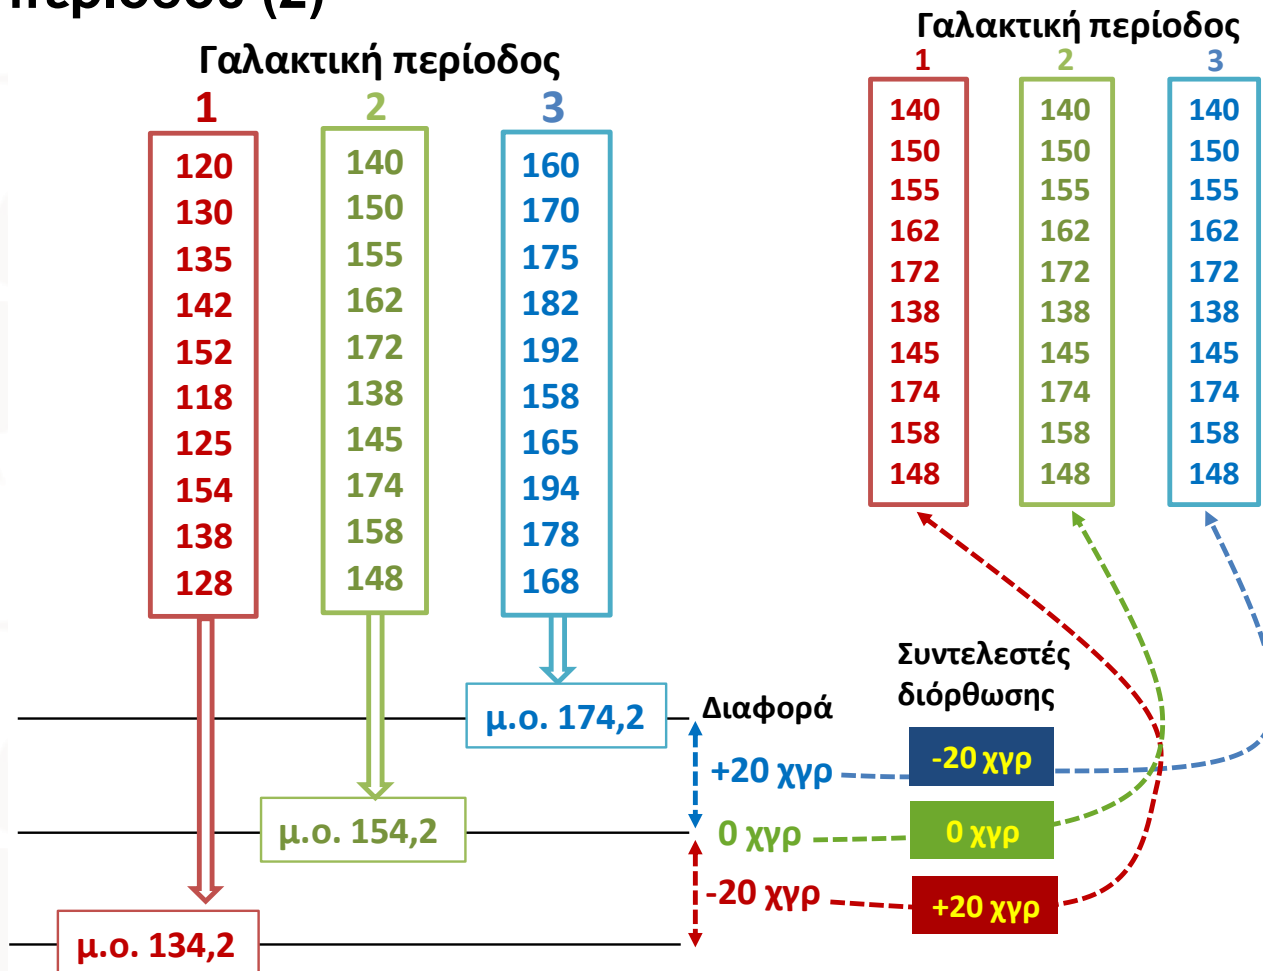 περιόδου (2)
Γαλακτική περίοδος
1 2 3
120 140 160
130 150 170
135 155 175
142 162 182
152 172 192
118 138 158
125 145 165
154 174 194
138 158 178
128 148 168
μ.ο. 174,2
μ.ο. 154,2
μ.ο. 134,2
Διαφορά
+20 χγρ
0 χγρ
-20 χγρ
Συντελεστές
διόρθωσης
-20 χγρ
0 χγρ
+20 χγρ
Γαλακτική περίοδος
1 2 3
140 140 140
150 150 150
155 155 155
162 162 162
172 172 172
138 138 138
145 145 145
174 174 174
158 158 158
148 148 148